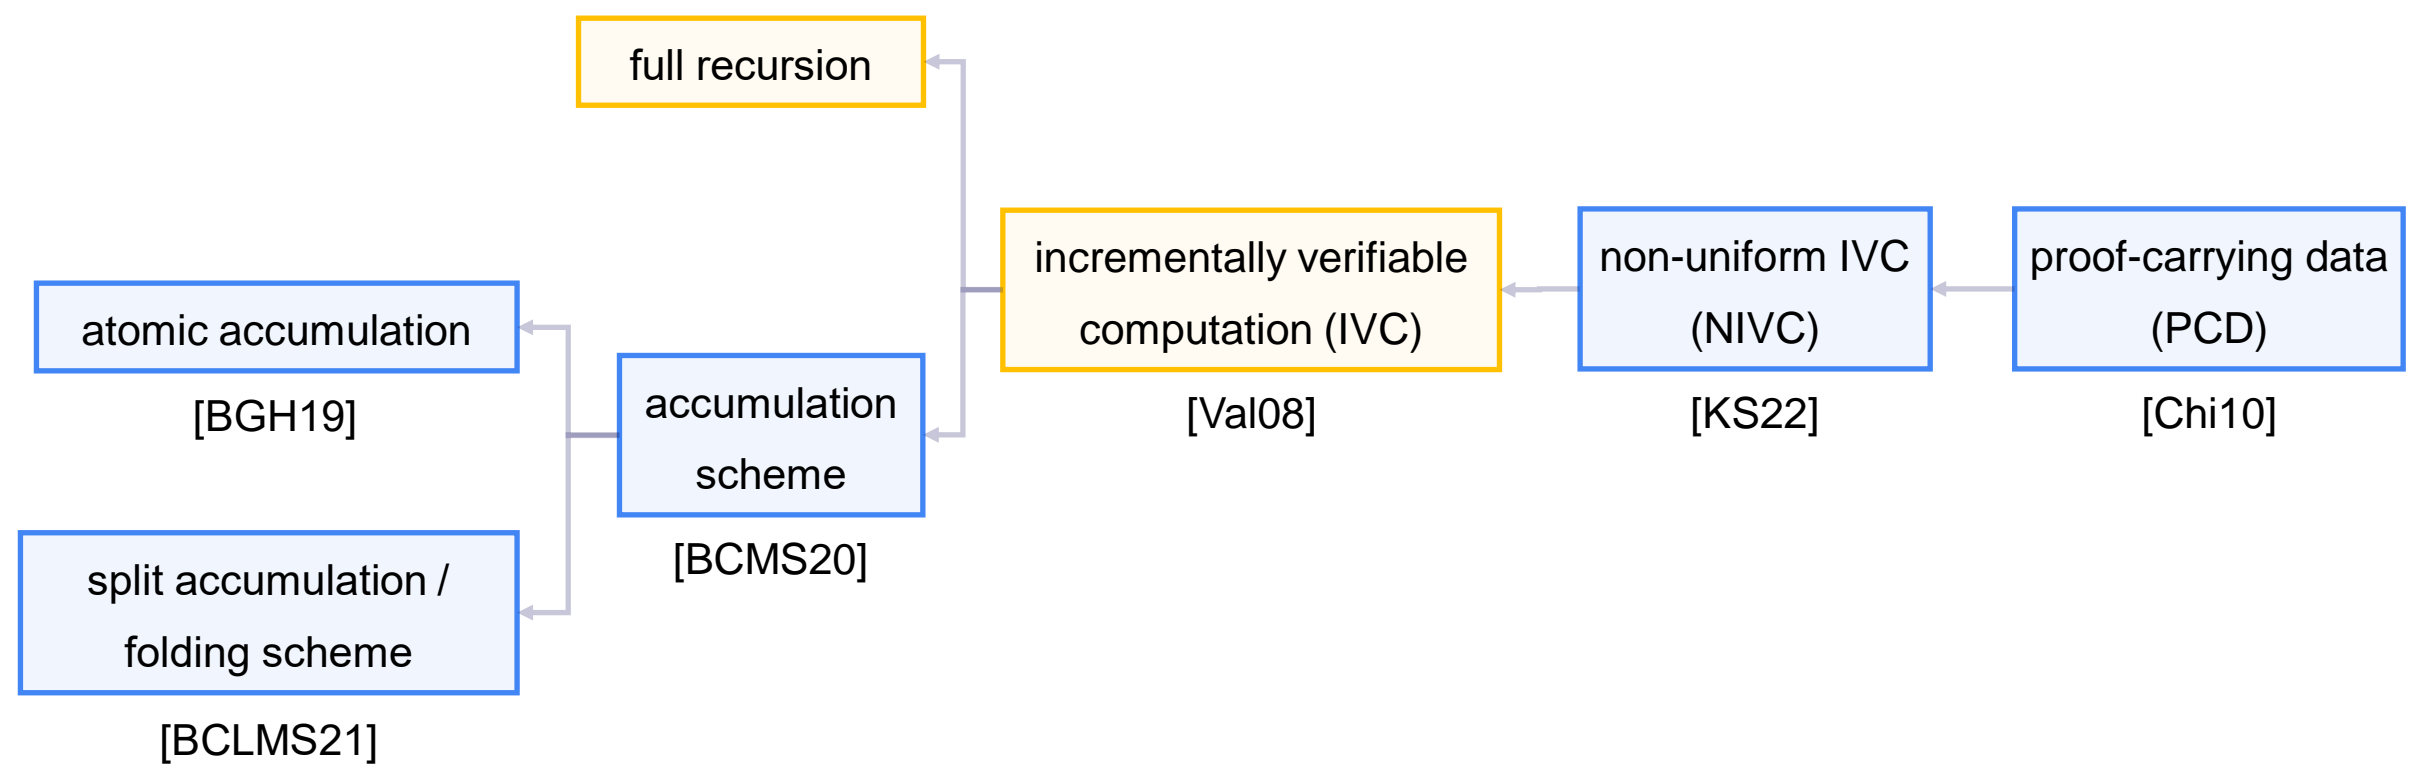 full recursion
incrementally verifiable
computation (IVC)
[Val08]
non-uniform IVC
(NIVC)
[KS22]
proof-carrying data
(PCD)
[Chi10]
atomic accumulation
[BGH19]
accumulation
scheme
[BCMS20]
split accumulation /
folding scheme
[BCLMS21]